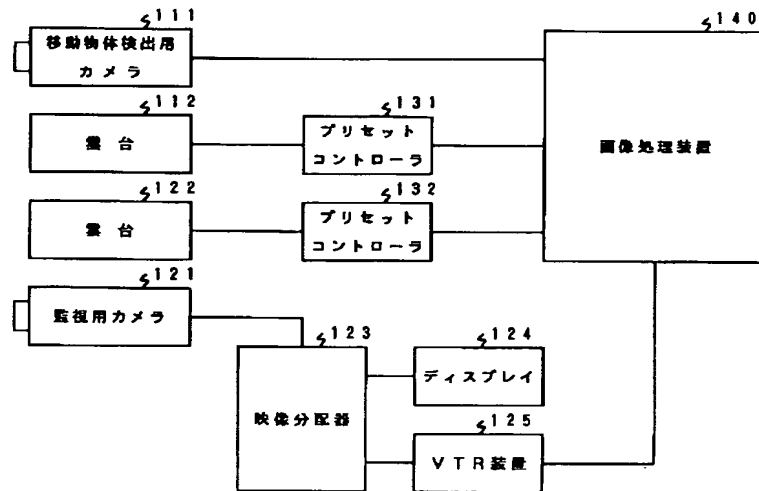 111
移動物体検出用
カメラ
112
雲台
122
雲台
121
監視用カメラ
131
プリセット
コントローラ
132
プリセット
コントローラ
140
画像処理装置
123
映像分配器
124
ディスプレイ
125
VTR装置